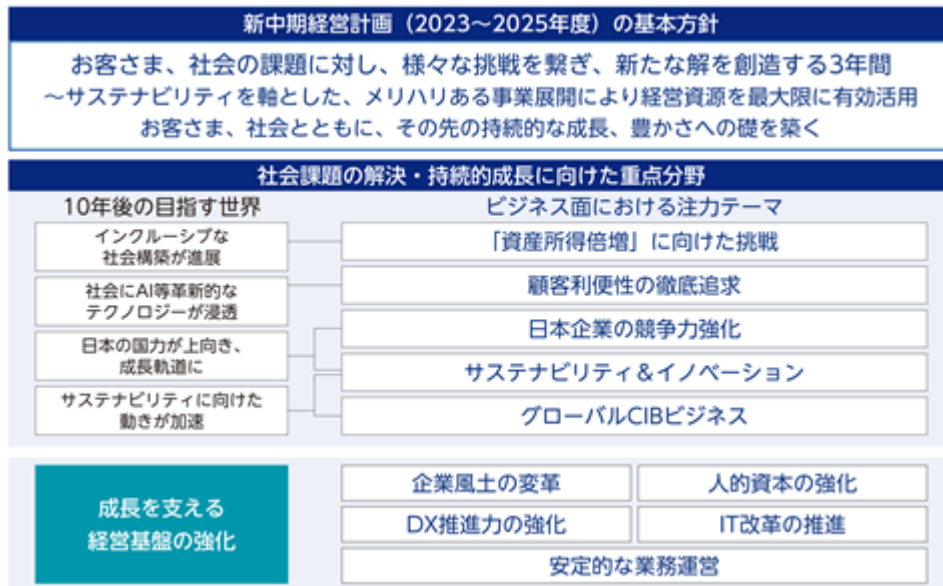 新中期経営計画（2023～2025年度）の基本方針
お客さま、社会の課題に対し、様々な挑戦を繋ぎ、新たな解を創造する3年間
～サステナビリティを軸とした、メリハリある事業展開により経営資源を最大限に有効活用
お客さま、社会とともに、その先の持続的な成長、豊かさへの礎を築く
社会課題の解決・持続的成長に向けた重点分野
10年後の目指す世界
ビジネス面における注力テーマ
インクルーシブな
社会構築が進展
「資産所得倍増」に向けた挑戦
社会にAI等革新的な
テクノロジーが浸透
顧客利便性の徹底追求
日本の国力が上向き、
成長軌道に
日本企業の競争力強化
サステナビリティ＆イノベーション
サステナビリティに向けた
動きが加速
グローバルCIBビジネス
成長を支える
経営基盤の強化
企業風土の変革
人的資本の強化
DX推進力の強化
IT改革の推進
安定的な業務運営